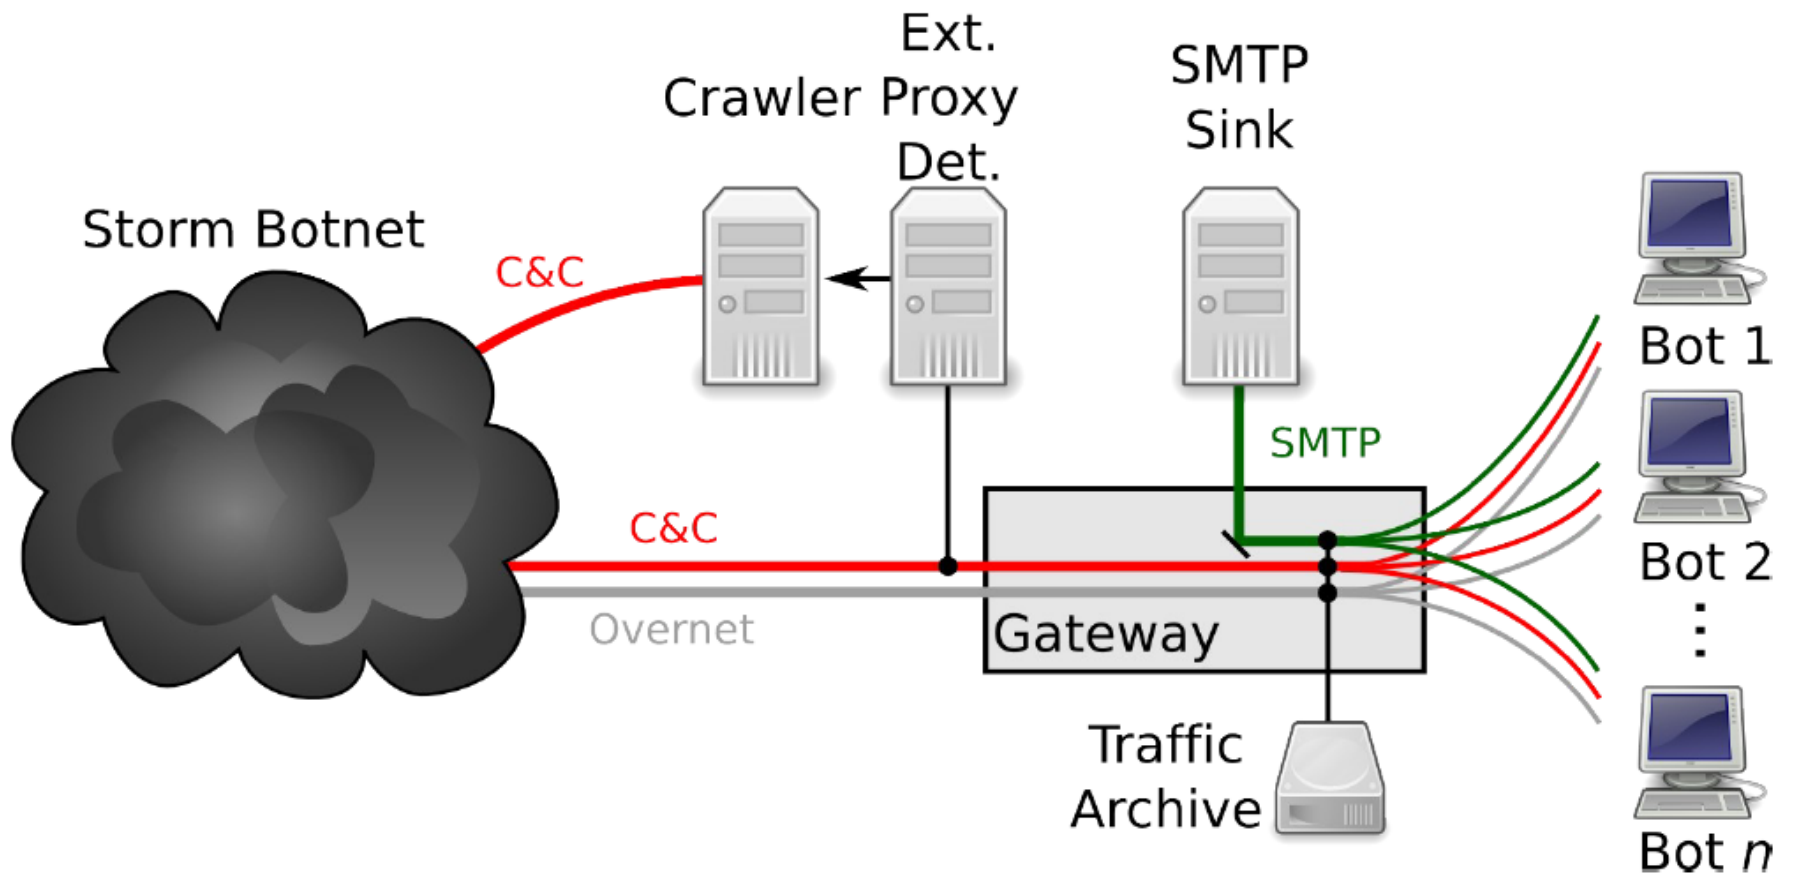 Ext.
Crawler Proxy
Det.
SMTP
Sink
Storm Botnet
C&C
Bot 1
SMTP
C&C
Bot 2
Overnet
Gateway
Traffic
Archive
Bot n